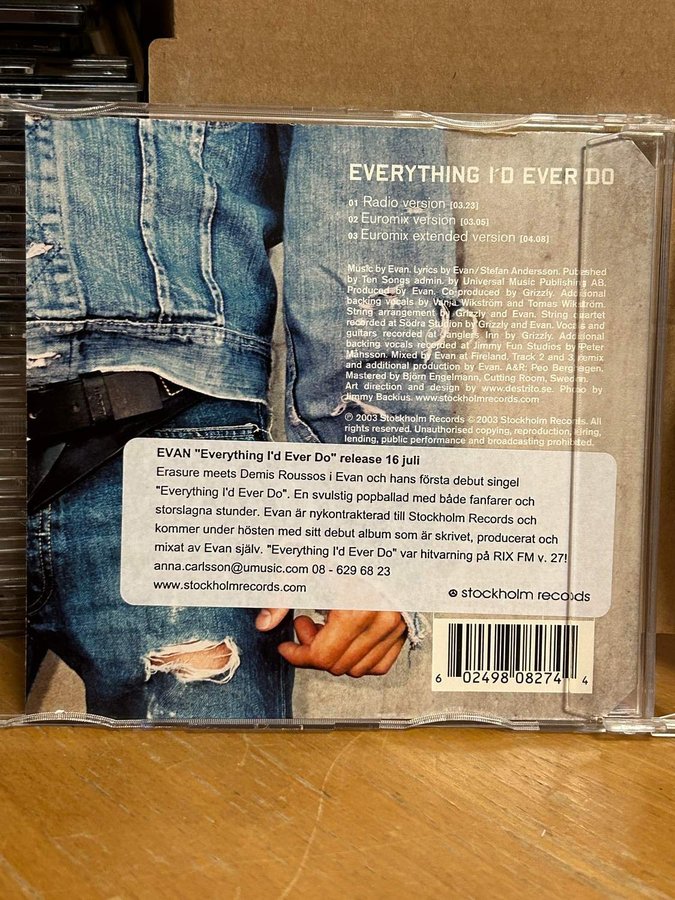 EVERYTHING I'D EVER DO
01 Radio version [03.23]
02 Euromix version [03.05]
03 Euromix extended version [04.08]
Music by Evan. Lyrics by Evan/Stefan Andersson. Published
by Ten Songs admin. by Universal Music Publishing AB.
Produced by Evan. Co-produced by Grizzly. Additional
backing vocals by Vanja Wikström and Tomas Wikström.
String arrangement by Grizzly and Evan. String quartet
recorded at Södra Studion by Grizzly and Evan. Vocals and
guitars recorded at Janglers Inn by Grizzly. Additional
backing vocals recorded at Jimmy Fun Studios by Peter
Månsson. Mixed by Evan at Fireland. Track 2 and 3, remix
and additional production by Evan. A&R: Peo Berghagen.
Mastered by Björn Engelmann, Cutting Room, Sweden.
Art direction and design by www.destrito.se. Photo by
Jimmy Backius. www.stockholmrecords.com
℗ 2003 Stockholm Records © 2003 Stockholm Records. All
rights reserved. Unauthorised copying, reproduction, hiring,
lending, public performance and broadcasting prohibited.
EVAN "Everything I'd Ever Do" release 16 juli
Erasure meets Demis Roussos i Evan och hans första debut singel
"Everything I'd Ever Do". En svulstig popballad med både fanfarer och
storslagna stunder. Evan är nykontrakterad till Stockholm Records och
kommer under hösten med sitt debut album som är skrivet, producerat och
mixat av Evan själv. "Everything I'd Ever Do" var hitvarning på RIX FM v. 27!
anna.carlsson@umusic.com 08 - 629 68 23
www.stockholmrecords.com
stockholm records
6 02498 08274 4